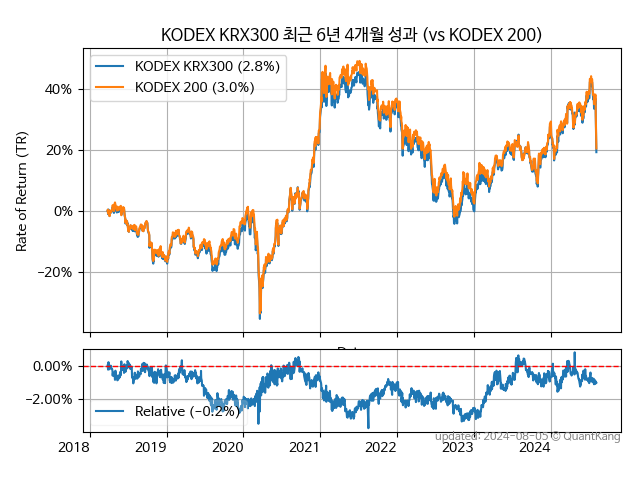 KODEX KRX300 최근 6년 4개월 성과 (vs KODEX 200)
KODEX KRX300 (2.8%)
KODEX 200 (3.0%)
Rate of Return (TR)
40%
20%
0%
−20%
0.00%
−2.00%
Relative (−0.2%)
2018 2019 2020 2021 2022 2023 2024
updated: 2024-08-05 © QuantKang